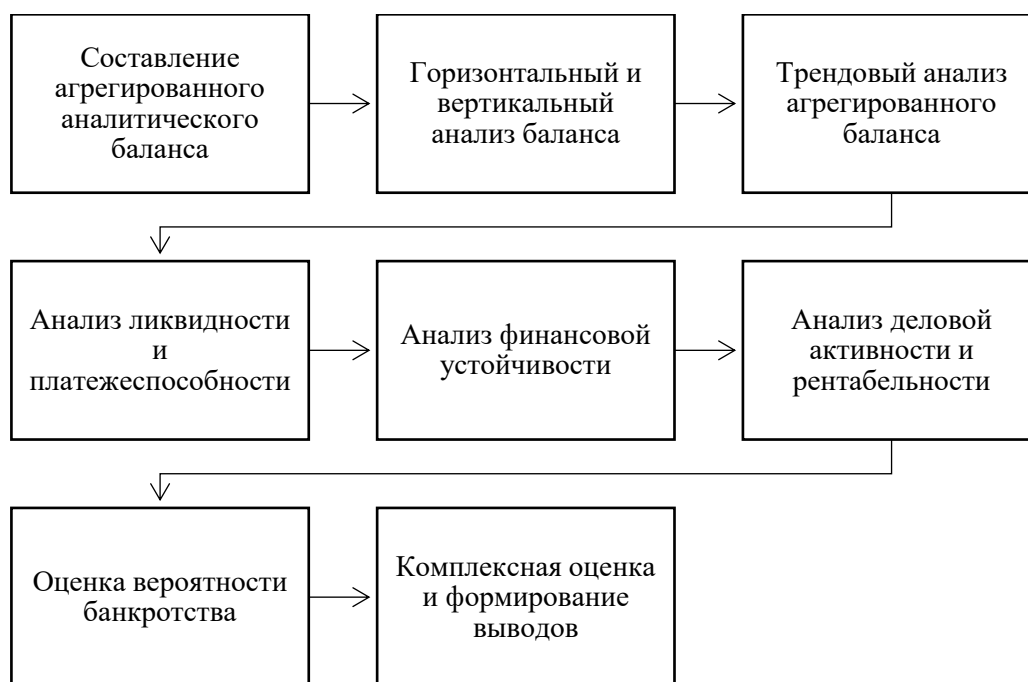 Составление
агрегированного
аналитического
баланса
Горизонтальный и
вертикальный
анализ баланса
Трендовый анализ
агрегированного
баланса
Анализ ликвидности
и
платежеспособности
Анализ финансовой
устойчивости
Анализ деловой
активности и
рентабельности
Оценка вероятности
банкротства
Комплексная оценка
и формирование
выводов